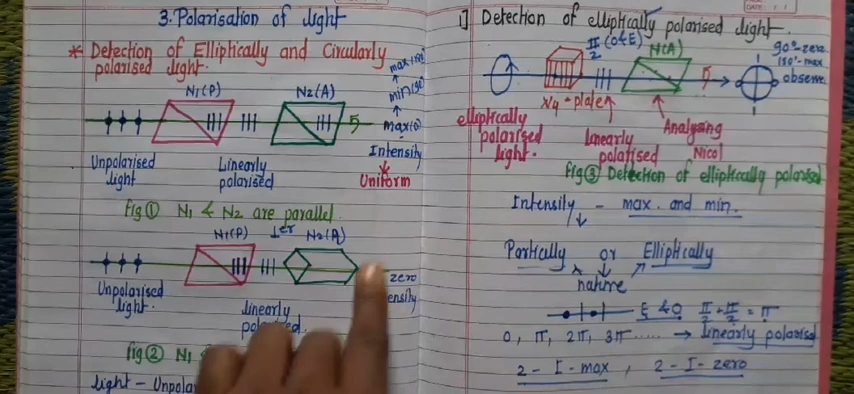 3. Polarisation of light
* Detection of Elliptically and Circularly
polarised light.
max(180°)
↑
min(90°)
↑
max(0)
N1(P)
N2(A)
Unpolarised
light
Linearly
polarised
Intensity
↓
Uniform
fig ① N1 & N2 are parallel.
N1(P)
N2(A)
Unpolarised
light.
linearly
zero
fig ② N1
light -
1] Detection of elliptically polarised light.
π/2 (O&E)
N(A)
90°-zero
180°-max
observe
λ/4 - plate
elliptically
polarised
light.
Linearly
polarised
Analysing
Nicol
fig ③ Detection of elliptically polarised
Intensity - max. and min.
↓
Partically or Elliptically
nature
π/2 + π/2 = π
0, π, 2π, 3π ..... → linearly polarised
2 - I - max , 2 - I - zero